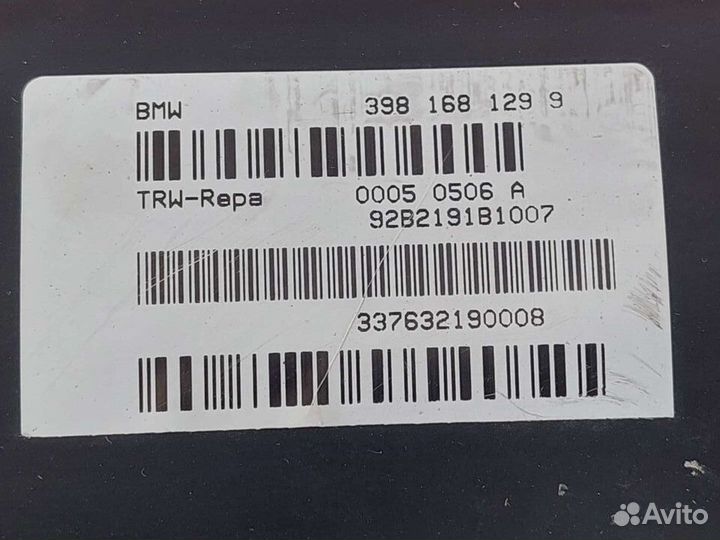 BMW 398 168 129 9
TRW-Repa 0005 0506 A
92B2191B1007
337632190008
Avito